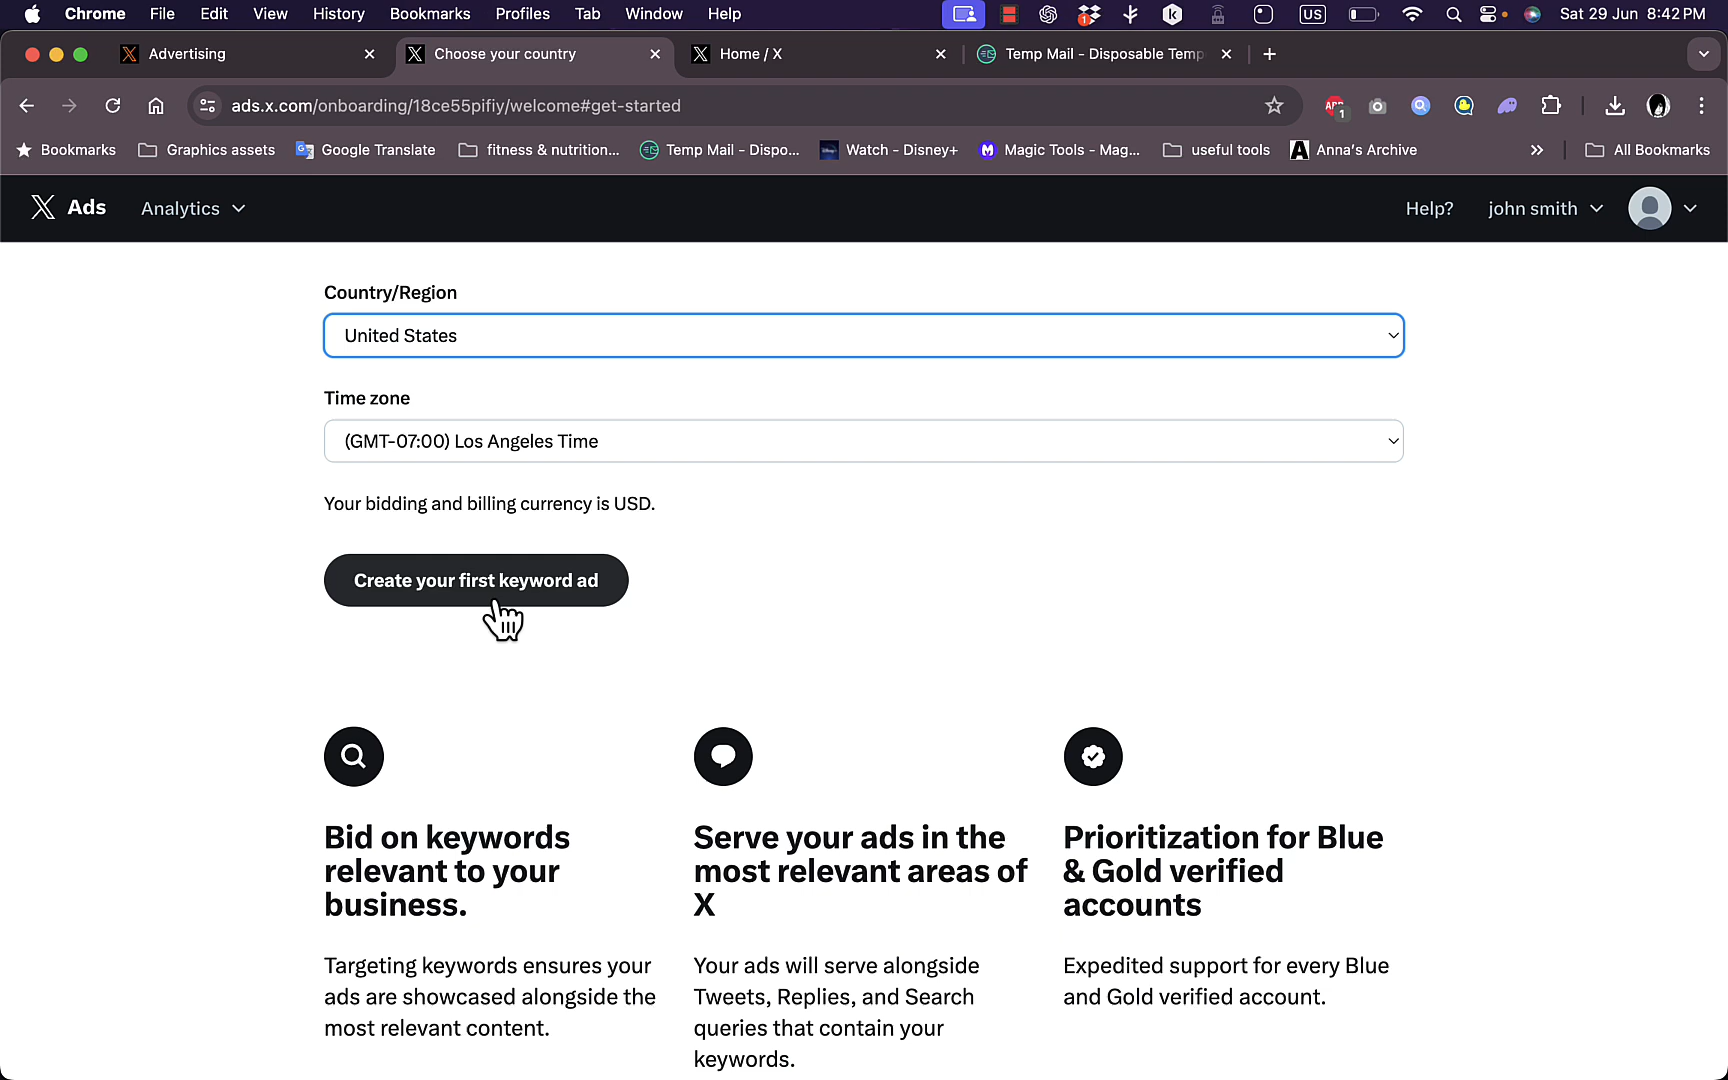 Chrome File Edit View History Bookmarks Profiles Tab Window Help US Sat 29 Jun 8:42 PM
Advertising Choose your country Home / X Temp Mail - Disposable Temp
ads.x.com/onboarding/18ce55pifiy/welcome#get-started
Bookmarks Graphics assets Google Translate fitness & nutrition... Temp Mail - Dispo... Watch - Disney+ Magic Tools - Mag... useful tools Anna's Archive All Bookmarks
Ads Analytics Help? john smith
Country/Region
United States
Time zone
(GMT-07:00) Los Angeles Time
Your bidding and billing currency is USD.
Create your first keyword ad
Bid on keywords
relevant to your
business.
Targeting keywords ensures your
ads are showcased alongside the
most relevant content.
Serve your ads in the
most relevant areas of
X
Your ads will serve alongside
Tweets, Replies, and Search
queries that contain your
keywords.
Prioritization for Blue
& Gold verified
accounts
Expedited support for every Blue
and Gold verified account.